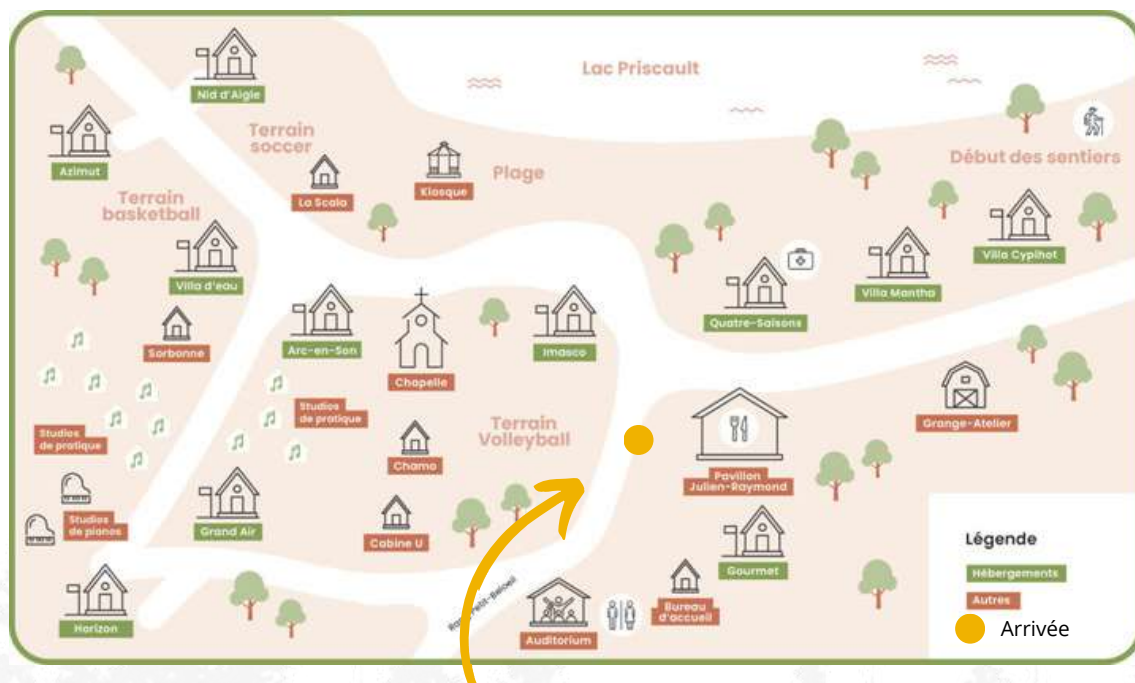 Lac Priscault
Nid d'Aigle
Terrain
soccer
Début des sentiers
Azimut
La Scala
Kiosque
Plage
Terrain
basketball
Villa d'eau
Villa Cypihot
Villa Mantha
Quatre-Saisons
Sorbonne
Arc-en-Son
Imasco
Chapelle
Studios
de pratique
Studios
de pratique
Terrain
Volleyball
Grange-Atelier
Chamo
Pavillon
Julien-Raymond
Studios
de pianos
Grand Air
Cabine U
Gourmet
Horizon
Auditorium
Bureau
d'accueil
Légende
Hébergements
Autres
Arrivée